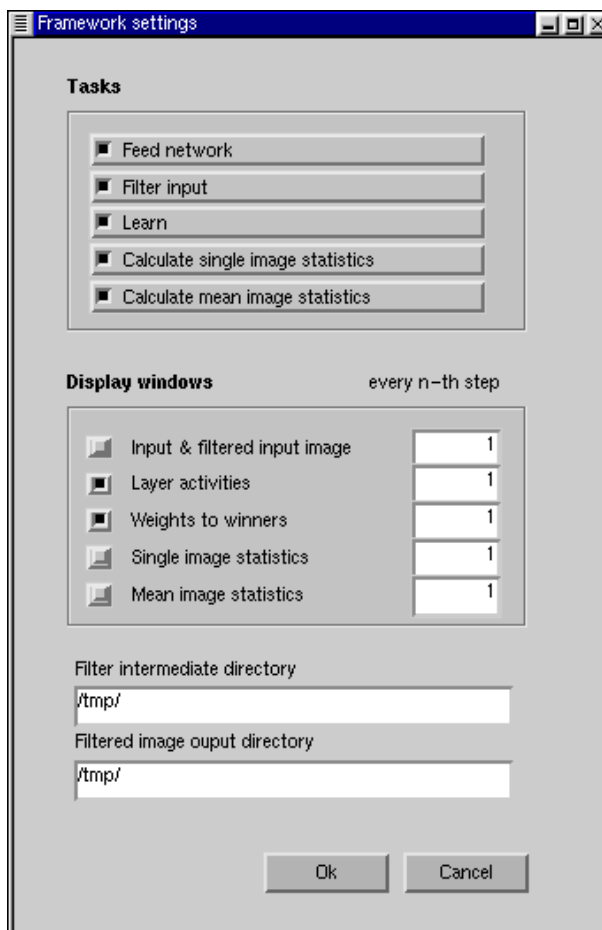 Framework settings
Tasks
Feed network
Filter input
Learn
Calculate single image statistics
Calculate mean image statistics
Display windows every n-th step
Input & filtered input image 1
Layer activities 1
Weights to winners 1
Single image statistics 1
Mean image statistics 1
Filter intermediate directory
/tmp/
Filtered image ouput directory
/tmp/
Ok Cancel